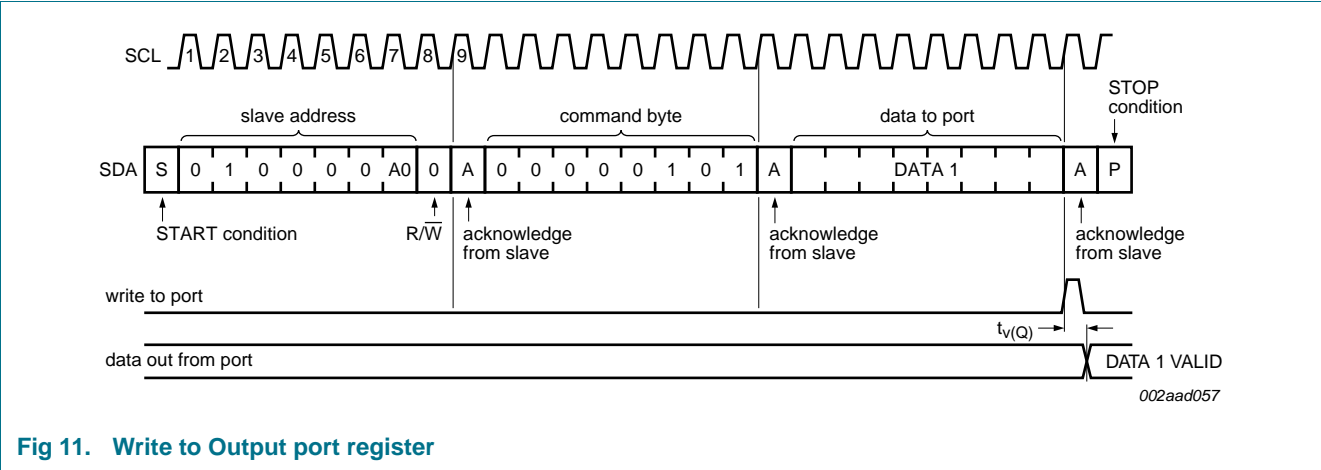 SCL 1 2 3 4 5 6 7 8 9
STOP
condition
slave address command byte data to port
SDA S 0 1 0 0 0 0 A0 0 A 0 0 0 0 0 1 0 1 A DATA 1 A P
START condition R/W̅ acknowledge from slave acknowledge from slave acknowledge from slave
write to port
tv(Q)
data out from port DATA 1 VALID
002aad057
Fig 11. Write to Output port register